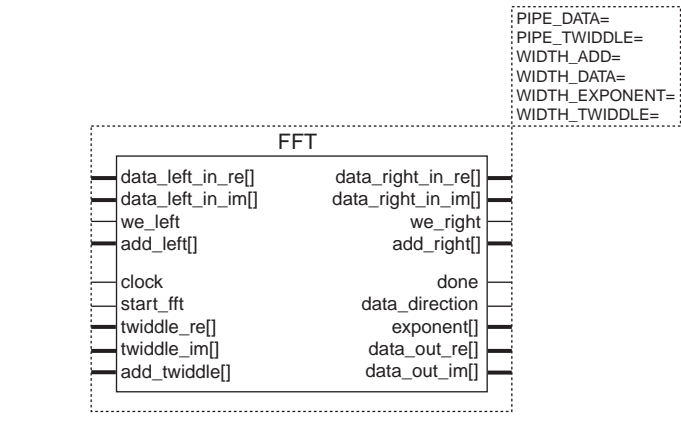 PIPE_DATA=
PIPE_TWIDDLE=
WIDTH_ADD=
WIDTH_DATA=
WIDTH_EXPONENT=
WIDTH_TWIDDLE=
FFT
data_left_in_re[] data_right_in_re[]
data_left_in_im[] data_right_in_im[]
we_left we_right
add_left[] add_right[]
clock done
start_fft data_direction
twiddle_re[] exponent[]
twiddle_im[] data_out_re[]
add_twiddle[] data_out_im[]